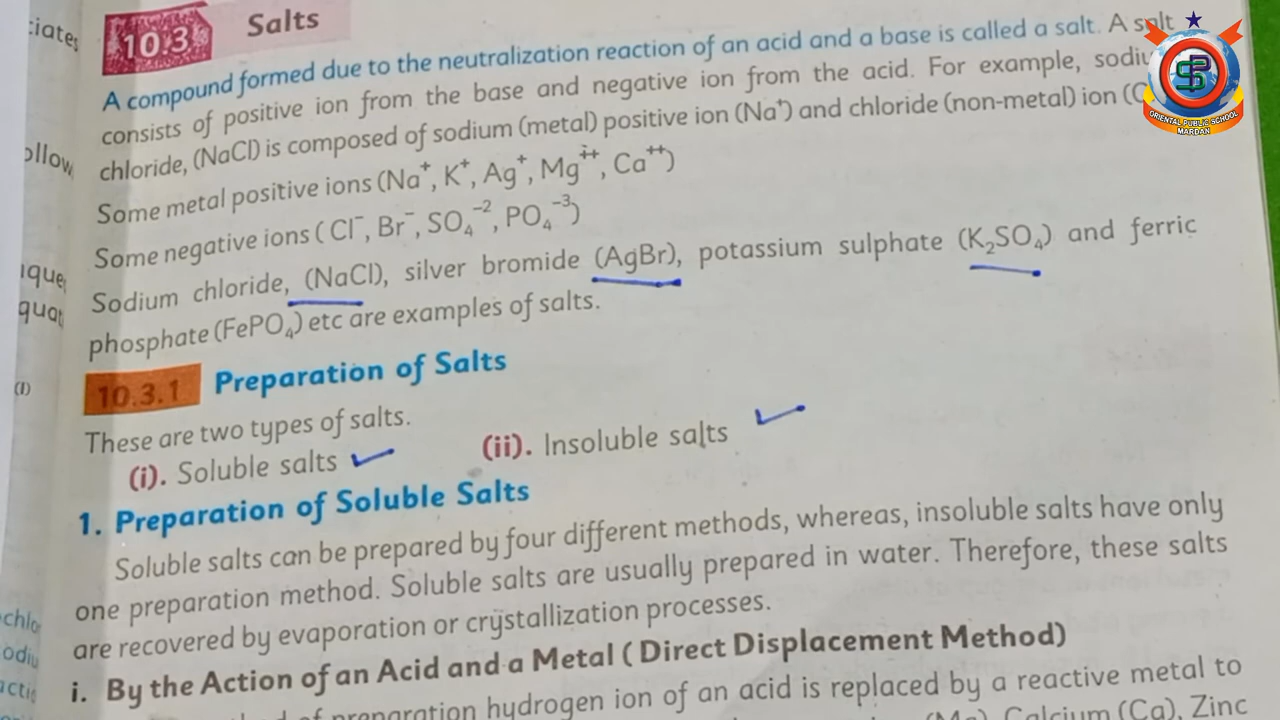 10.3 Salts
A compound formed due to the neutralization reaction of an acid and a base is called a salt. A salt
consists of positive ion from the base and negative ion from the acid. For example,
chloride, (NaCl) is composed of sodium (metal) positive ion (Na⁺) and chloride (non-metal) ion
Some metal positive ions (Na⁺, K⁺, Ag⁺, Mg⁺⁺, Ca⁺⁺)
Some negative ions ( Cl⁻, Br⁻, SO₄⁻², PO₄⁻³)
Sodium chloride, (NaCl), silver bromide (AgBr), potassium sulphate (K₂SO₄) and ferric
phosphate (FePO₄) etc are examples of salts.
10.3.1 Preparation of Salts
These are two types of salts.
(i). Soluble salts (ii). Insoluble salts
1. Preparation of Soluble Salts
Soluble salts can be prepared by four different methods, whereas, insoluble salts have only
one preparation method. Soluble salts are usually prepared in water. Therefore, these salts
are recovered by evaporation or crystallization processes.
i. By the Action of an Acid and a Metal ( Direct Displacement Method)
of preparation hydrogen ion of an acid is replaced by a reactive metal to
(Mg), Calcium (Ca), Zinc
(I)
ORIENTAL PUBLIC SCHOOL
MARDAN